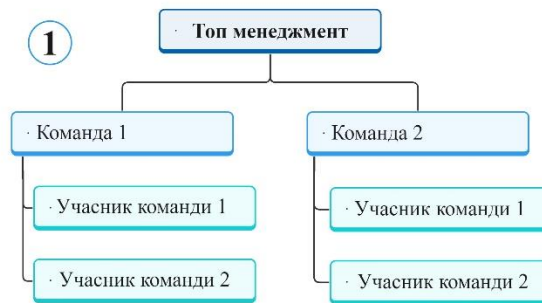 1
· Топ менеджмент
· Команда 1
· Команда 2
· Учасник команди 1
· Учасник команди 1
· Учасник команди 2
· Учасник команди 2